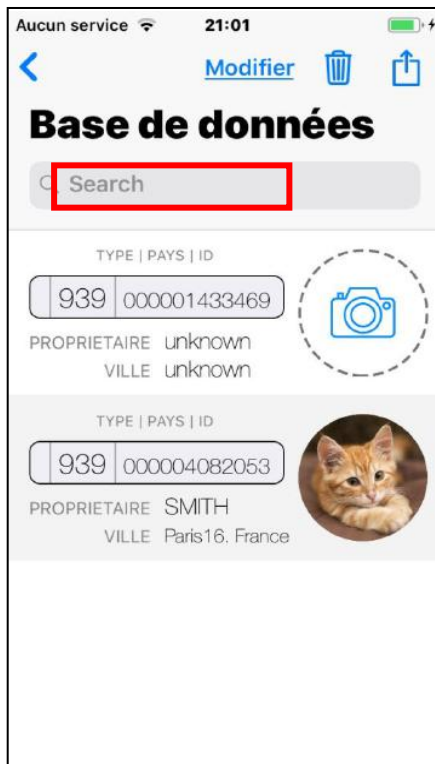 Aucun service 21:01
Modifier
Base de données
Search
TYPE | PAYS | ID
939 000001433469
PROPRIETAIRE unknown
VILLE unknown
TYPE | PAYS | ID
939 000004082053
PROPRIETAIRE SMITH
VILLE Paris16. France